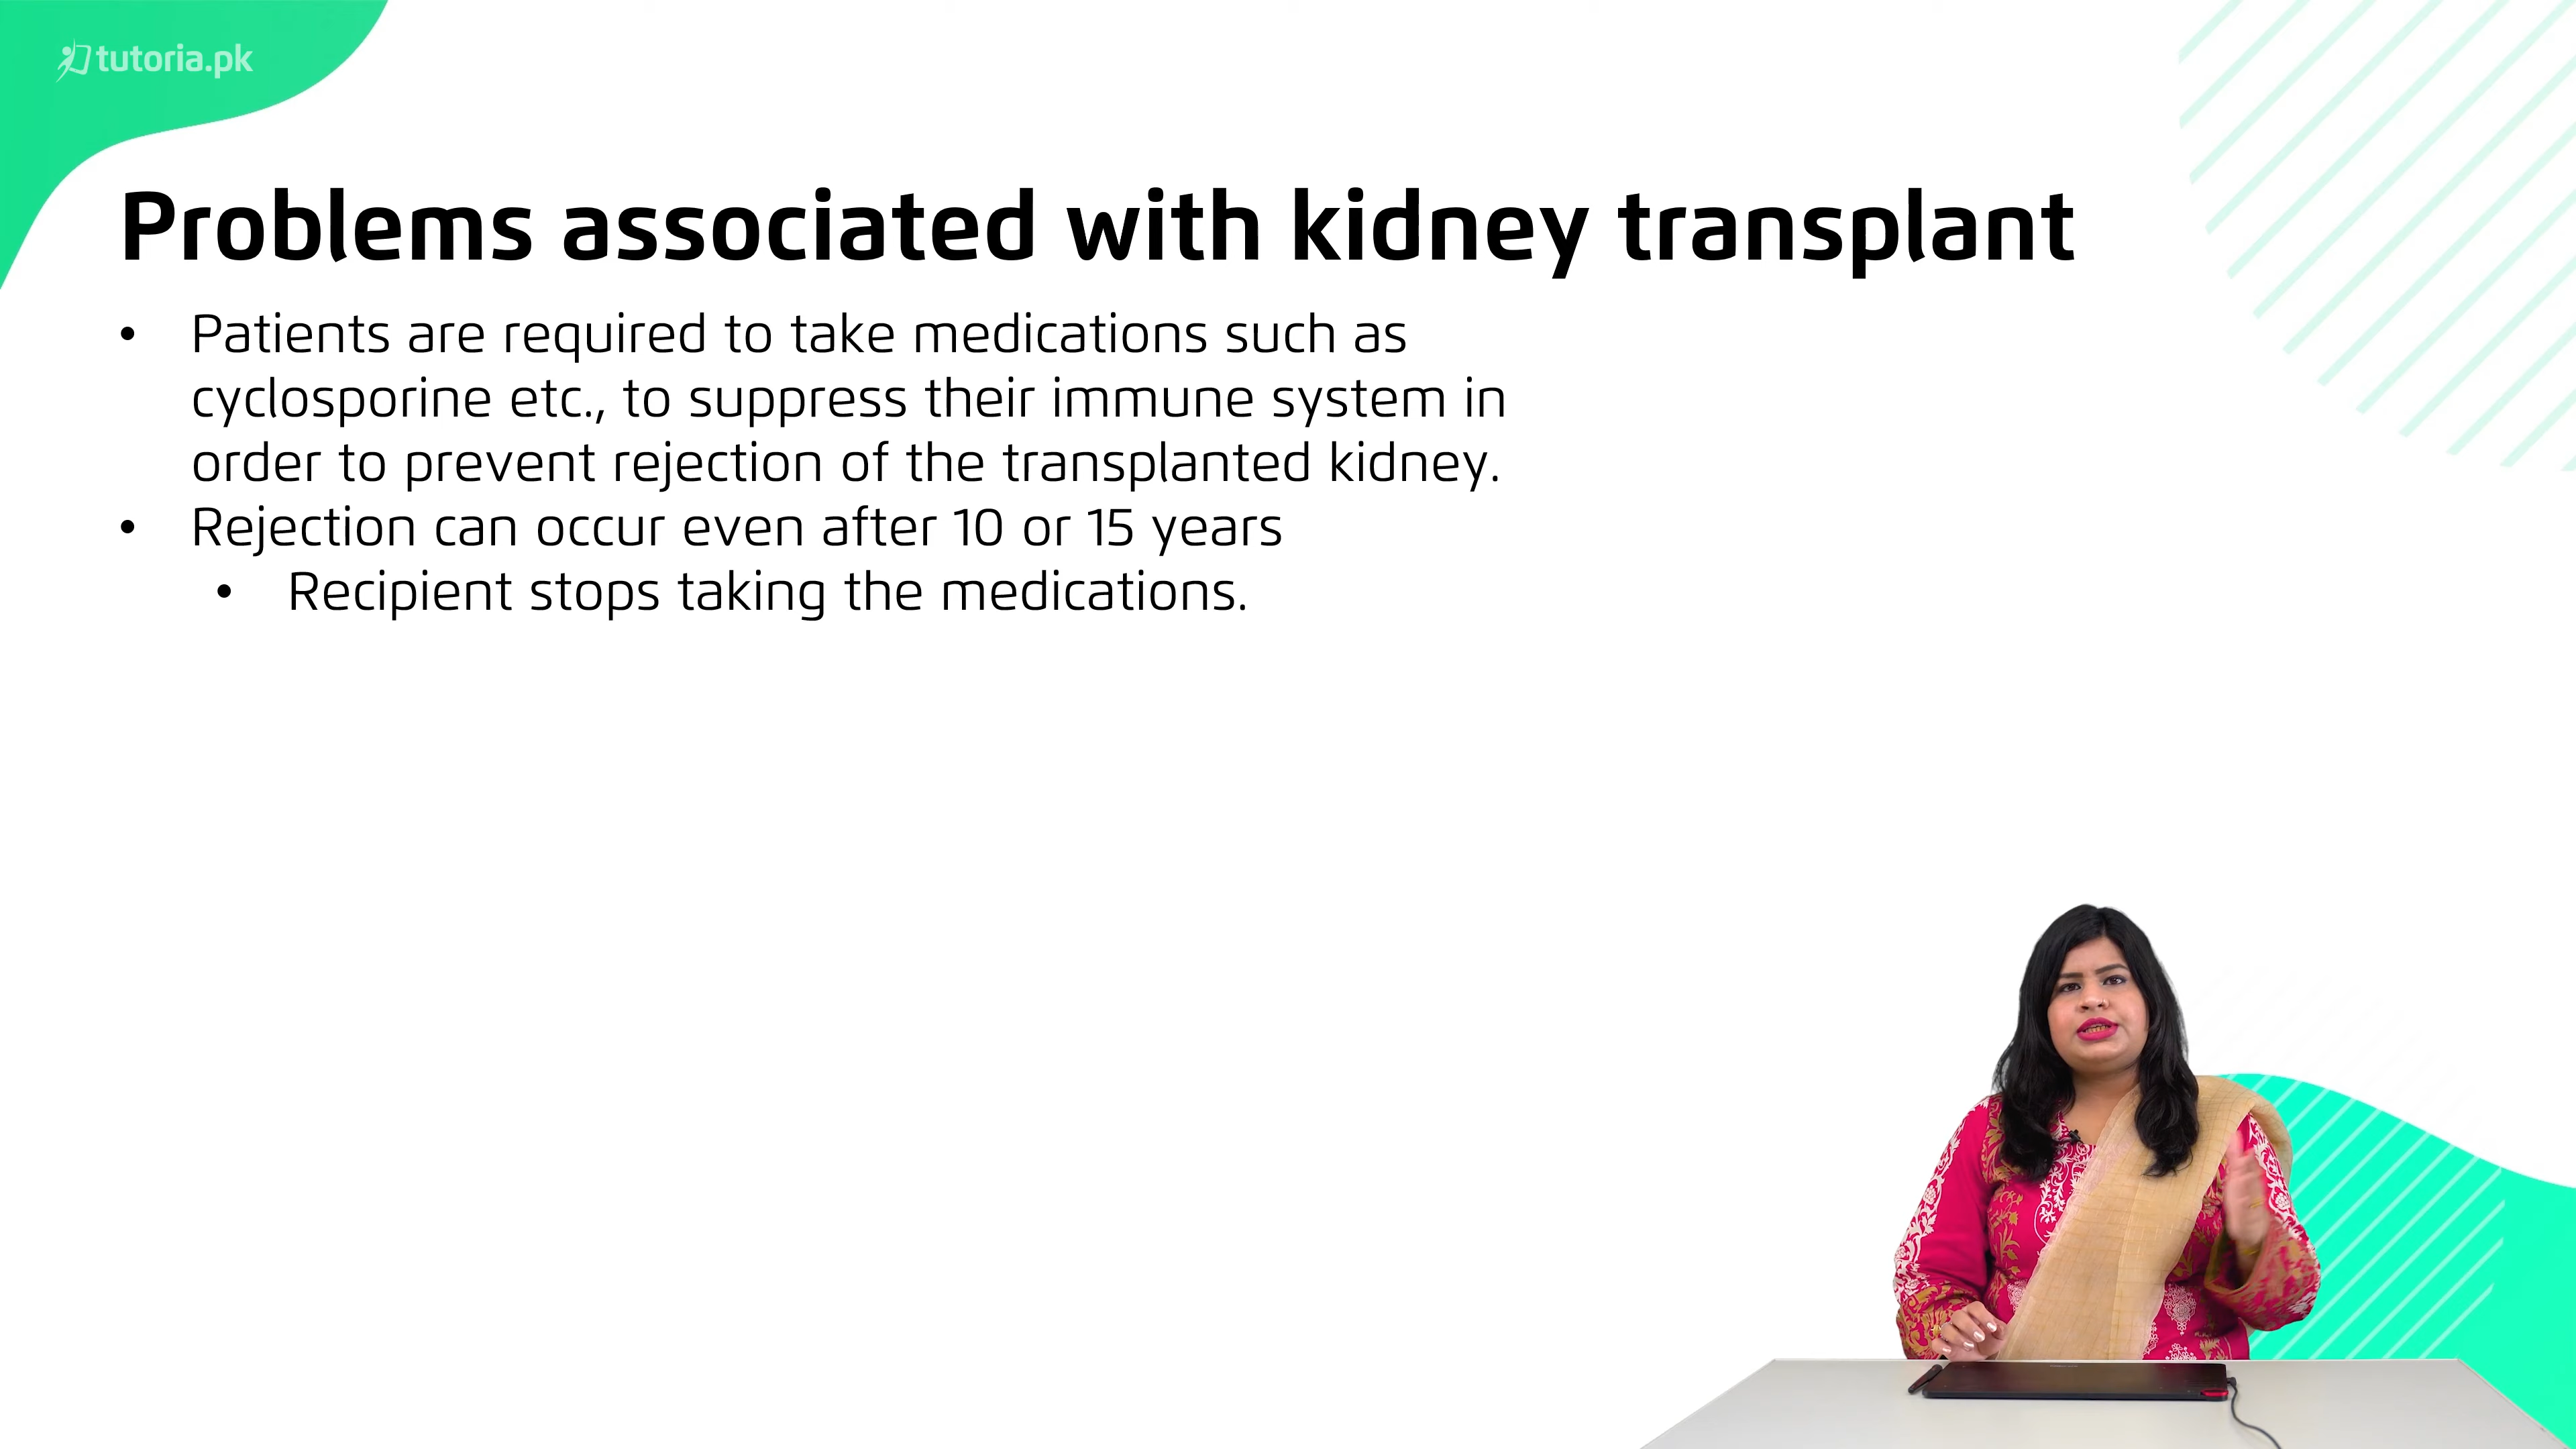 tutoria.pk
Problems associated with kidney transplant
• Patients are required to take medications such as
cyclosporine etc., to suppress their immune system in
order to prevent rejection of the transplanted kidney.
• Rejection can occur even after 10 or 15 years
• Recipient stops taking the medications.